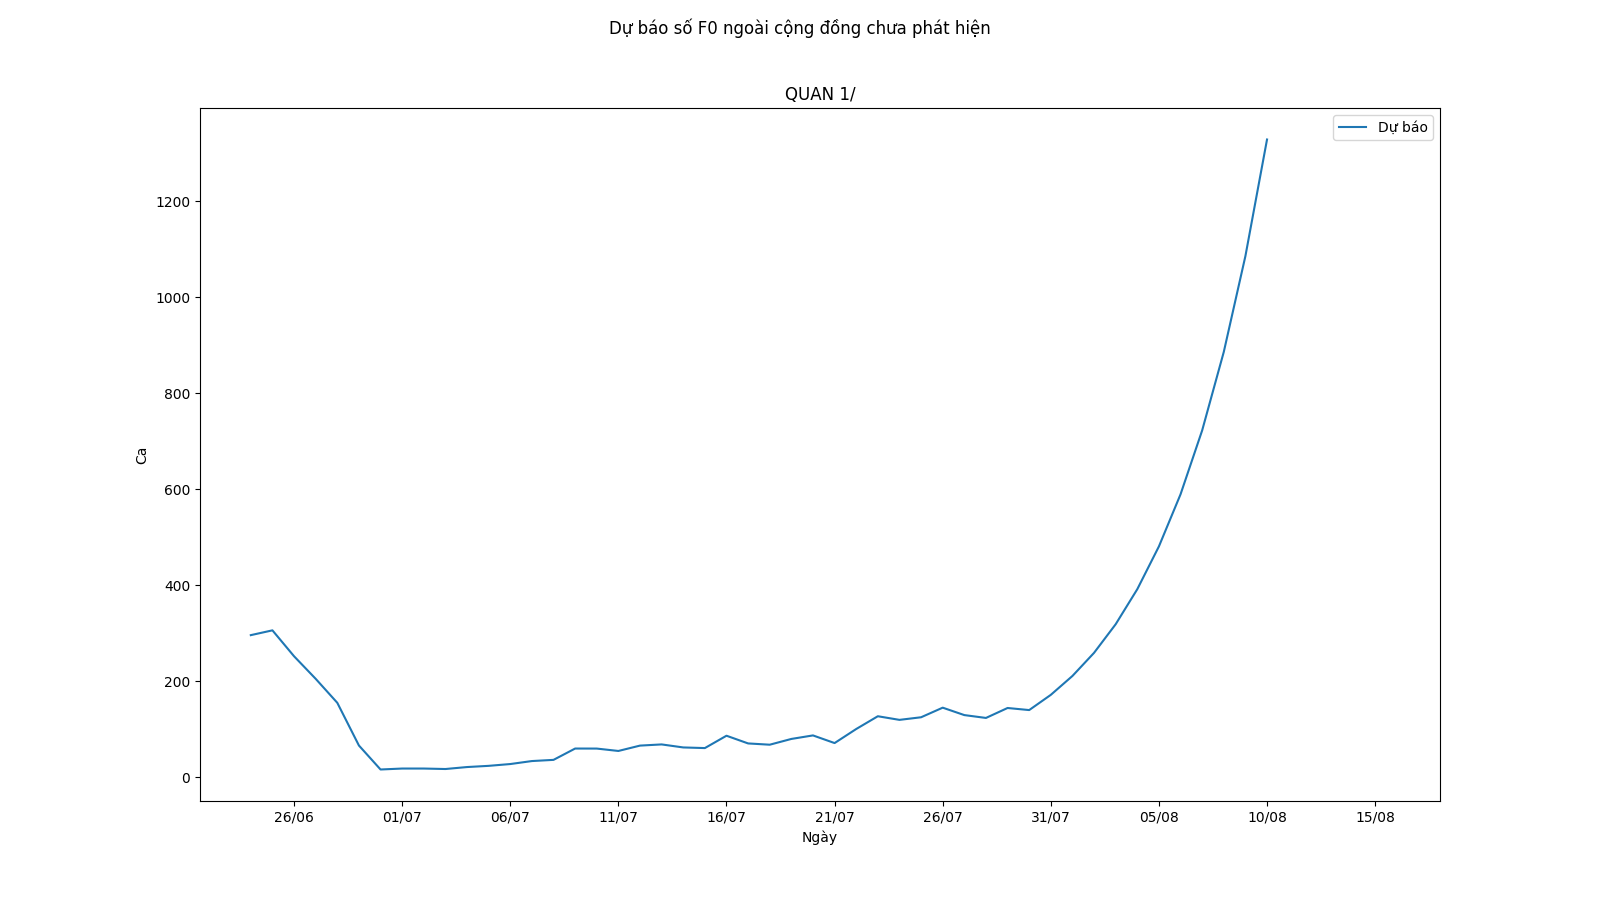 Dự báo số F0 ngoài cộng đồng chưa phát hiện
QUAN 1/
Dự báo
1200
1000
800
600
400
200
0
Ca
26/06 01/07 06/07 11/07 16/07 21/07 26/07 31/07 05/08 10/08 15/08
Ngày